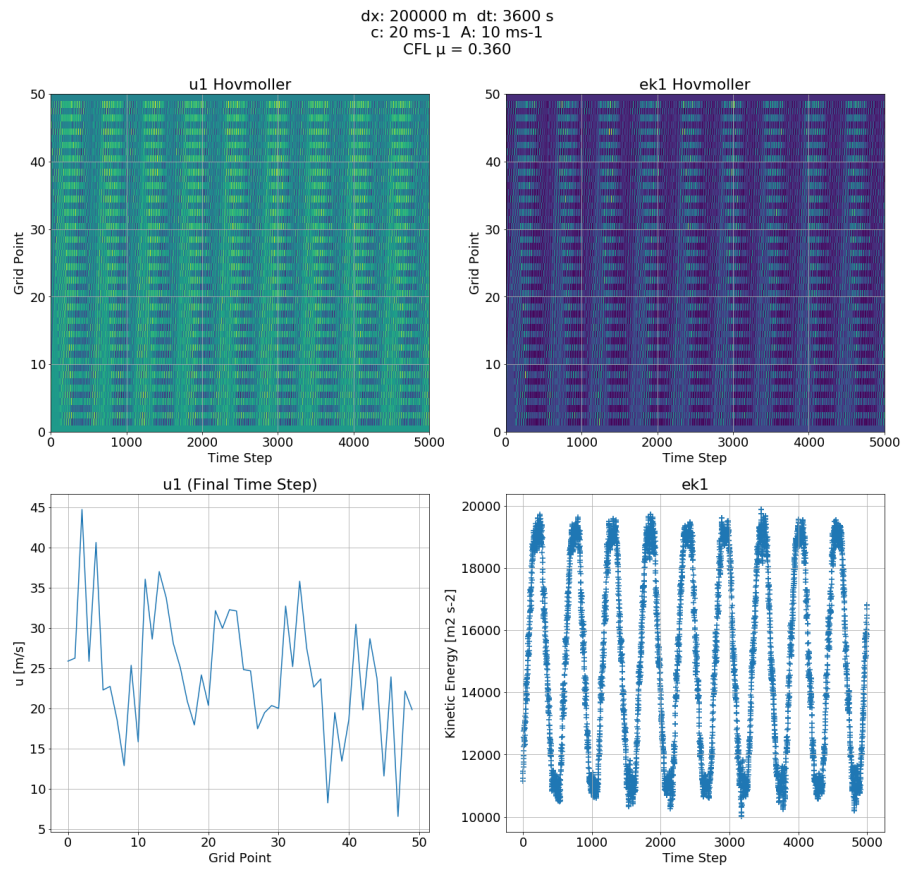 dx: 200000 m  dt: 3600 s
c: 20 ms-1  A: 10 ms-1
CFL μ = 0.360
u1 Hovmoller
50
40
30
20
10
0
Grid Point
0 1000 2000 3000 4000 5000
Time Step
ek1 Hovmoller
50
40
30
20
10
0
Grid Point
0 1000 2000 3000 4000 5000
Time Step
u1 (Final Time Step)
45
40
35
30
25
20
15
10
5
u [m/s]
0 10 20 30 40 50
Grid Point
ek1
20000
18000
16000
14000
12000
10000
Kinetic Energy [m2 s-2]
0 1000 2000 3000 4000 5000
Time Step